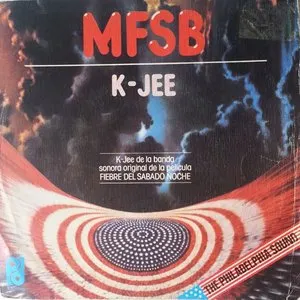 MFSB
K-JEE
K-Jee de la banda
sonora original de la película
FIEBRE DEL SABADO NOCHE
THE PHILADELPHIA SOUND